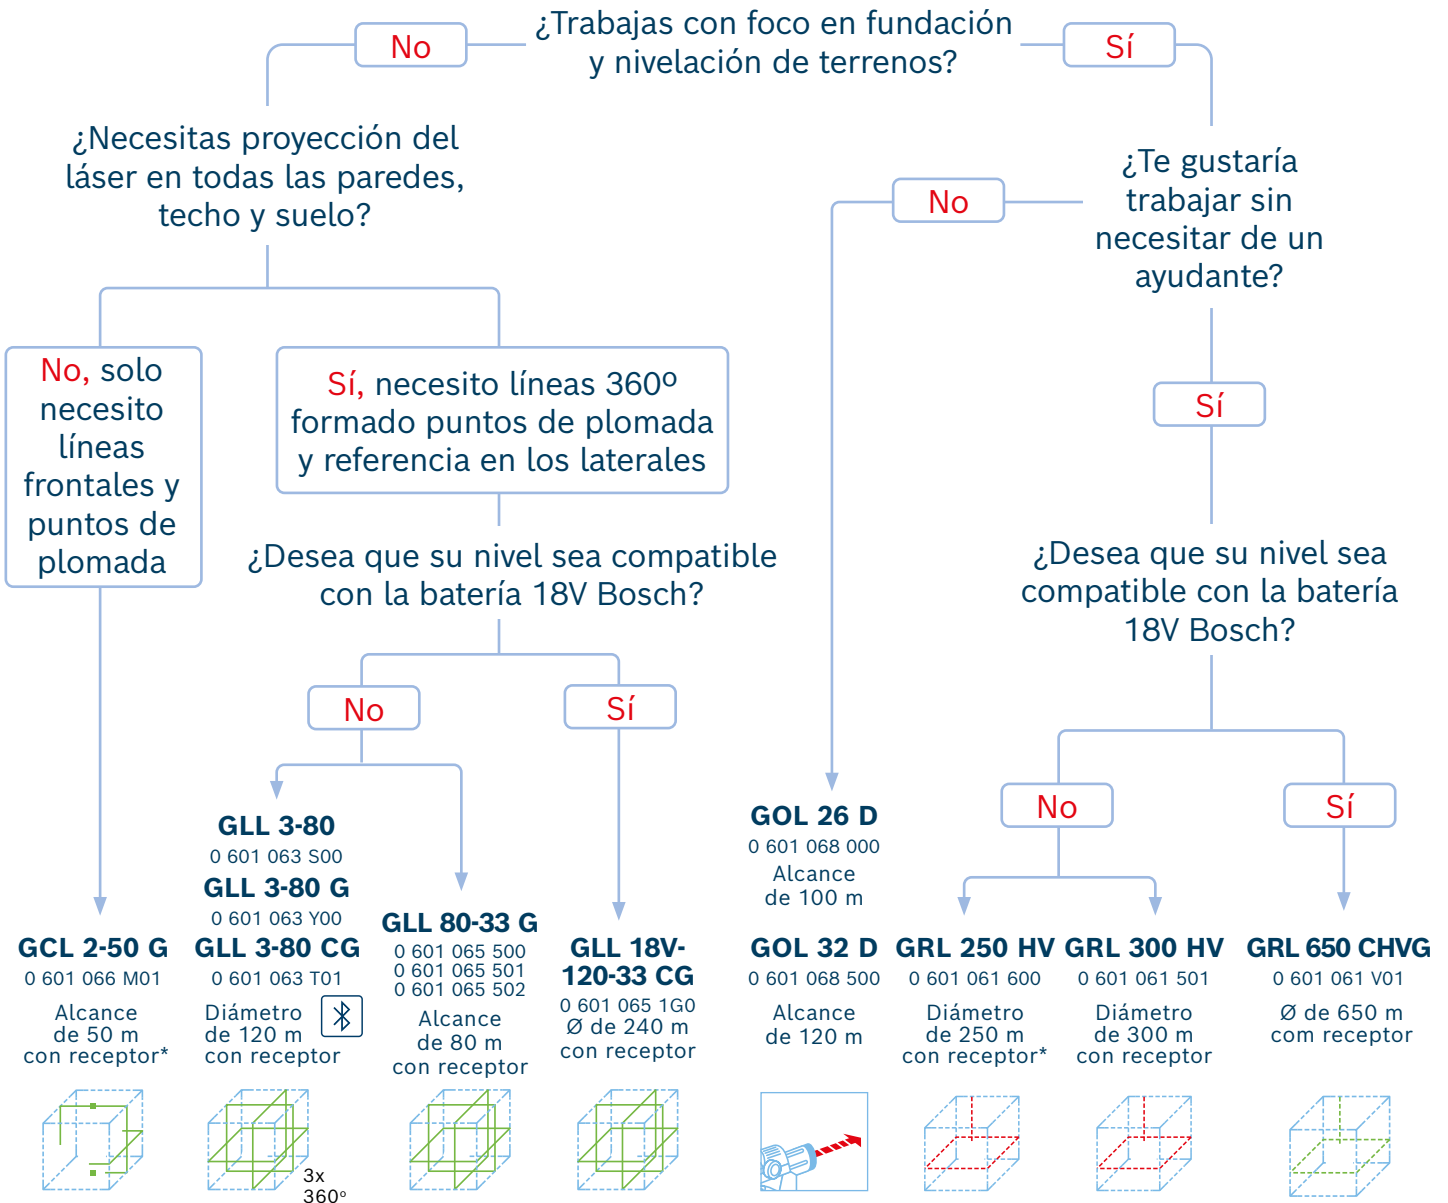 ¿Trabajas con foco en fundación
y nivelación de terrenos?
No
Sí
¿Necesitas proyección del
láser en todas las paredes,
techo y suelo?
¿Te gustaría
trabajar sin
necesitar de un
ayudante?
No
Sí
No, solo
necesito
líneas
frontales y
puntos de
plomada
Sí, necesito líneas 360º
formado puntos de plomada
y referencia en los laterales
¿Desea que su nivel sea compatible
con la batería 18V Bosch?
No
Sí
¿Desea que su nivel sea
compatible con la batería
18V Bosch?
No
Sí
GCL 2-50 G
0 601 066 M01
Alcance
de 50 m
con receptor*
GLL 3-80
0 601 063 S00
GLL 3-80 G
0 601 063 Y00
GLL 3-80 CG
0 601 063 T01
Diámetro
de 120 m
con receptor
3x
360º
GLL 80-33 G
0 601 065 500
0 601 065 501
0 601 065 502
Alcance
de 80 m
con receptor
GLL 18V-
120-33 CG
0 601 065 1G0
Ø de 240 m
con receptor
GOL 26 D
0 601 068 000
Alcance
de 100 m
GOL 32 D
0 601 068 500
Alcance
de 120 m
GRL 250 HV
0 601 061 600
Diámetro
de 250 m
con receptor*
GRL 300 HV
0 601 061 501
Diámetro
de 300 m
con receptor
GRL 650 CHVG
0 601 061 V01
Ø de 650 m
com receptor